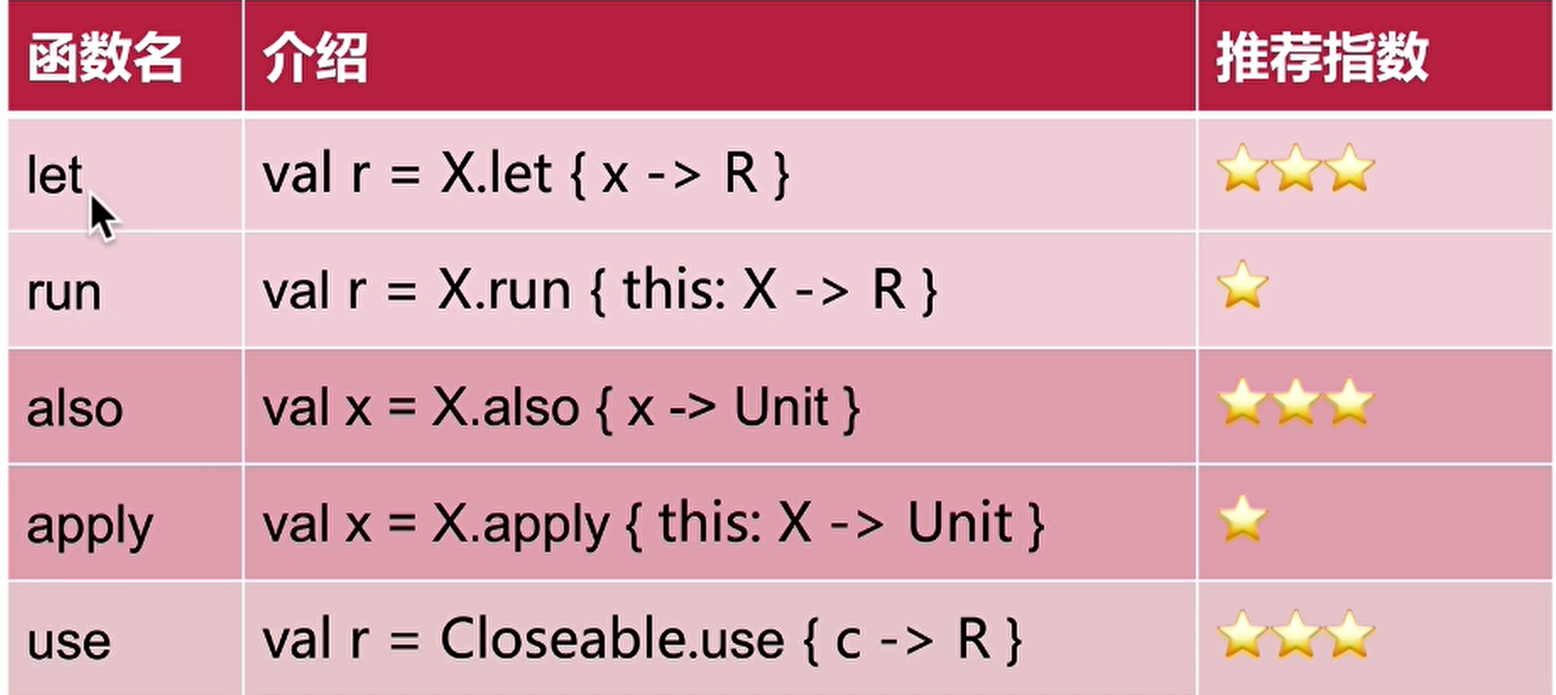 函数名 介绍 推荐指数
let val r = X.let { x -> R } ⭐⭐⭐
run val r = X.run { this: X -> R } ⭐
also val x = X.also { x -> Unit } ⭐⭐⭐
apply val x = X.apply { this: X -> Unit } ⭐
use val r = Closeable.use { c -> R } ⭐⭐⭐